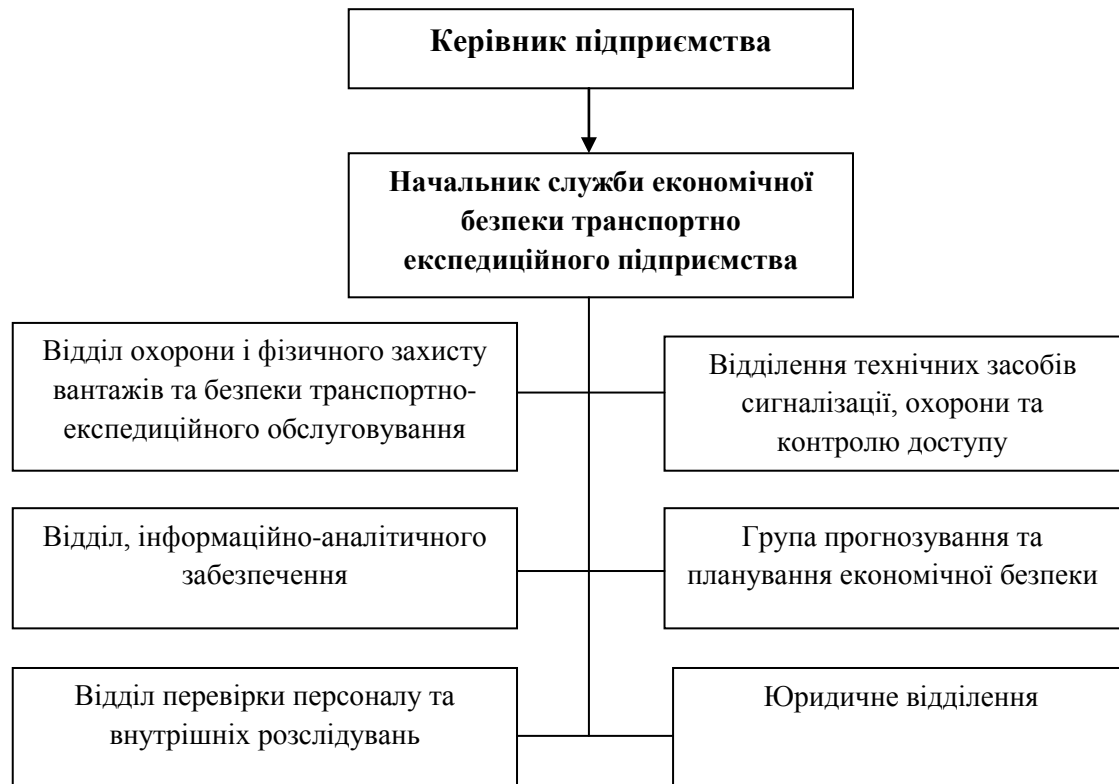 Керівник підприємства
Начальник служби економічної
безпеки транспортно
експедиційного підприємства
Відділ охорони і фізичного захисту
вантажів та безпеки транспортно-
експедиційного обслуговування
Відділення технічних засобів
сигналізації, охорони та
контролю доступу
Відділ, інформаційно-аналітичного
забезпечення
Група прогнозування та
планування економічної безпеки
Відділ перевірки персоналу та
внутрішніх розслідувань
Юридичне відділення